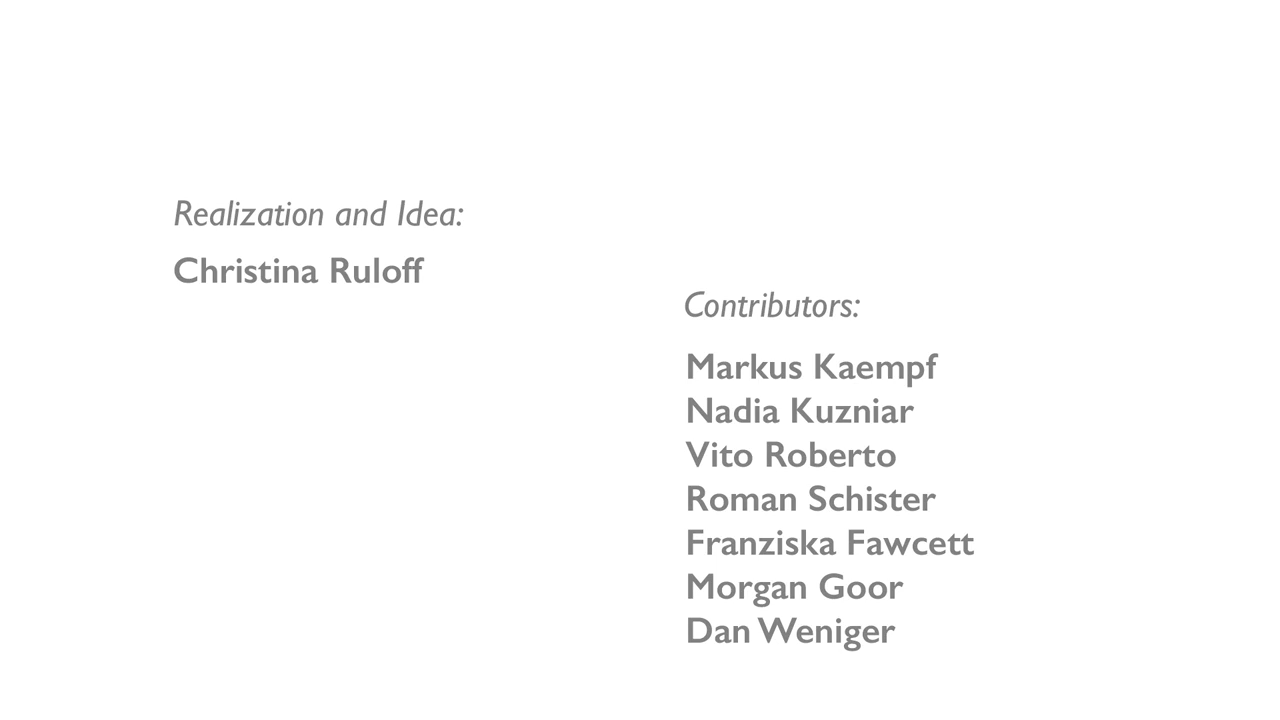 Realization and Idea:
Christina Ruloff
Contributors:
Markus Kaempf
Nadia Kuzniar
Vito Roberto
Roman Schister
Franziska Fawcett
Morgan Goor
Dan Weniger